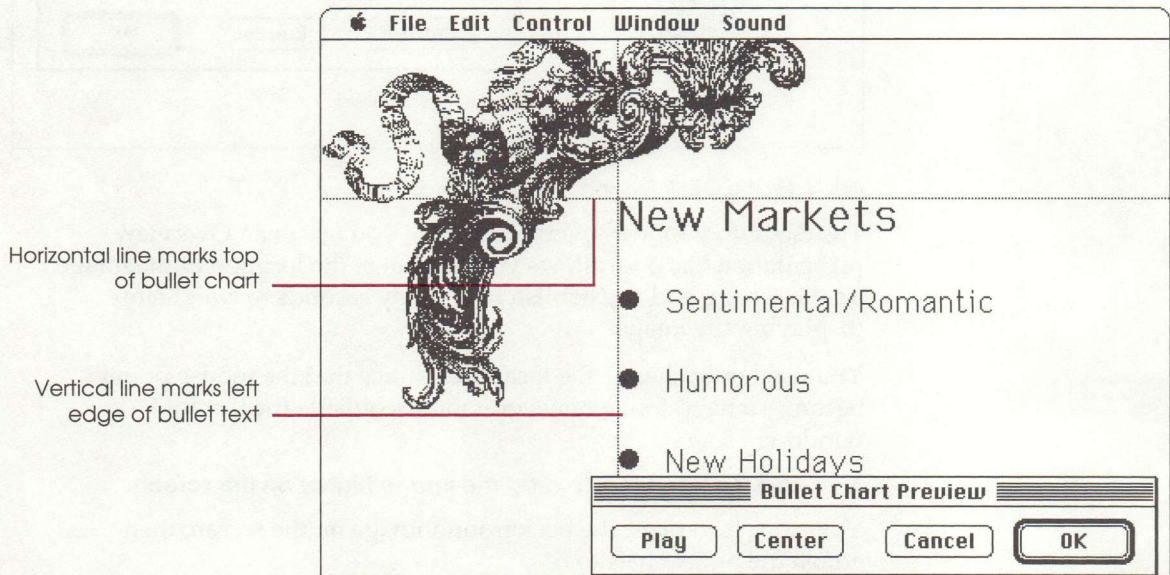 File Edit Control Window Sound
New Markets
Horizontal line marks top
of bullet chart
● Sentimental/Romantic
Vertical line marks left
edge of bullet text
● Humorous
● New Holidays
Bullet Chart Preview
Play Center Cancel OK